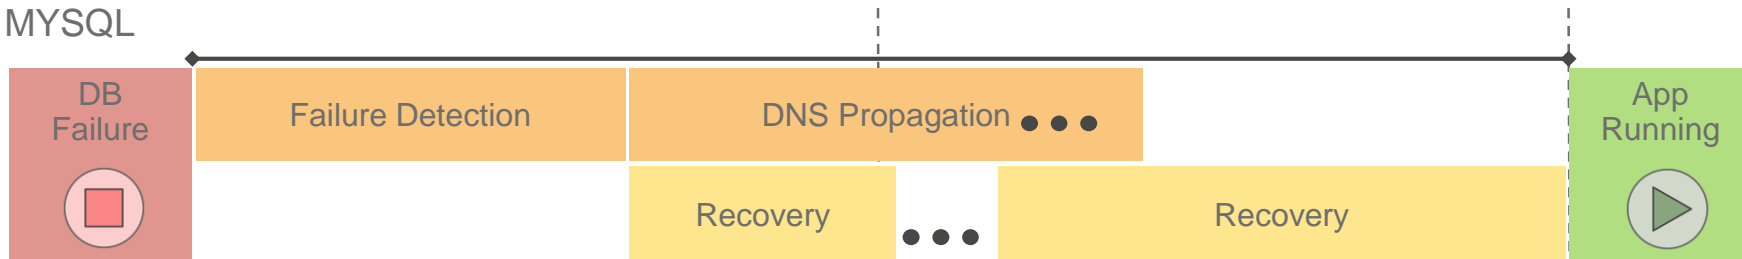 MYSQL
DB
Failure
Failure Detection
DNS Propagation
App
Running
Recovery
Recovery